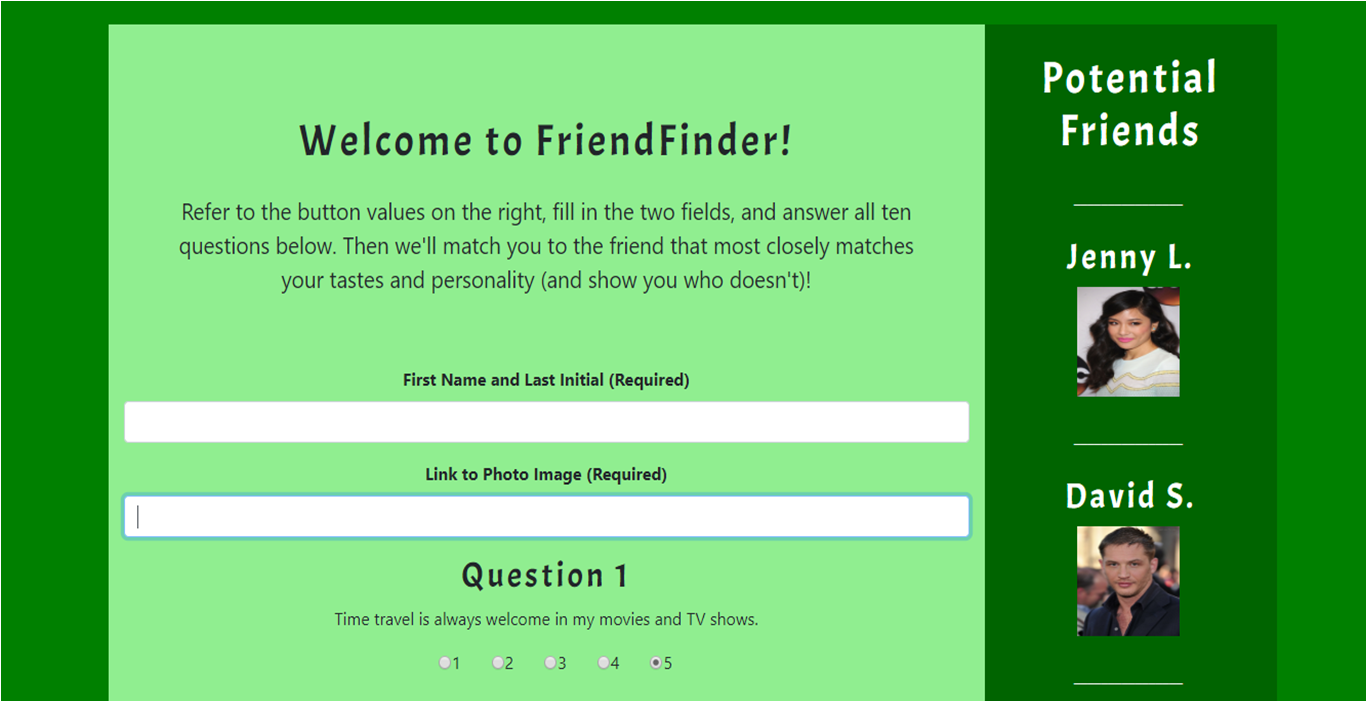 Welcome to FriendFinder!
Refer to the button values on the right, fill in the two fields, and answer all ten
questions below. Then we'll match you to the friend that most closely matches
your tastes and personality (and show you who doesn't)!
First Name and Last Initial (Required)
Link to Photo Image (Required)
Question 1
Time travel is always welcome in my movies and TV shows.
1 2 3 4 5
Potential
Friends
Jenny L.
David S.